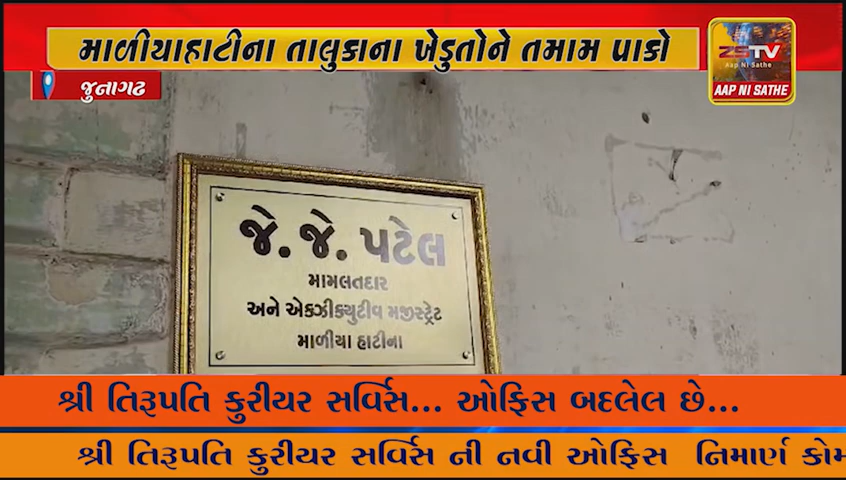 માળીયાહાટીના તાલુકાના ખેડુતોને તમામ પાકો
ZSTV
Aap Ni Sathe
AAP NI SATHE
જુનાગઢ
જે. જે. પટેલ
મામલતદાર
અને એકઝીક્યુટીવ મજીસ્ટ્રેટ
માળીયા હાટીના
શ્રી તિરૂપતિ કુરીયર સર્વિસ... ઓફિસ બદલેલ છે...
શ્રી તિરૂપતિ કુરીયર સર્વિસ ની નવી ઓફિસ નિમાર્ણ કોમ